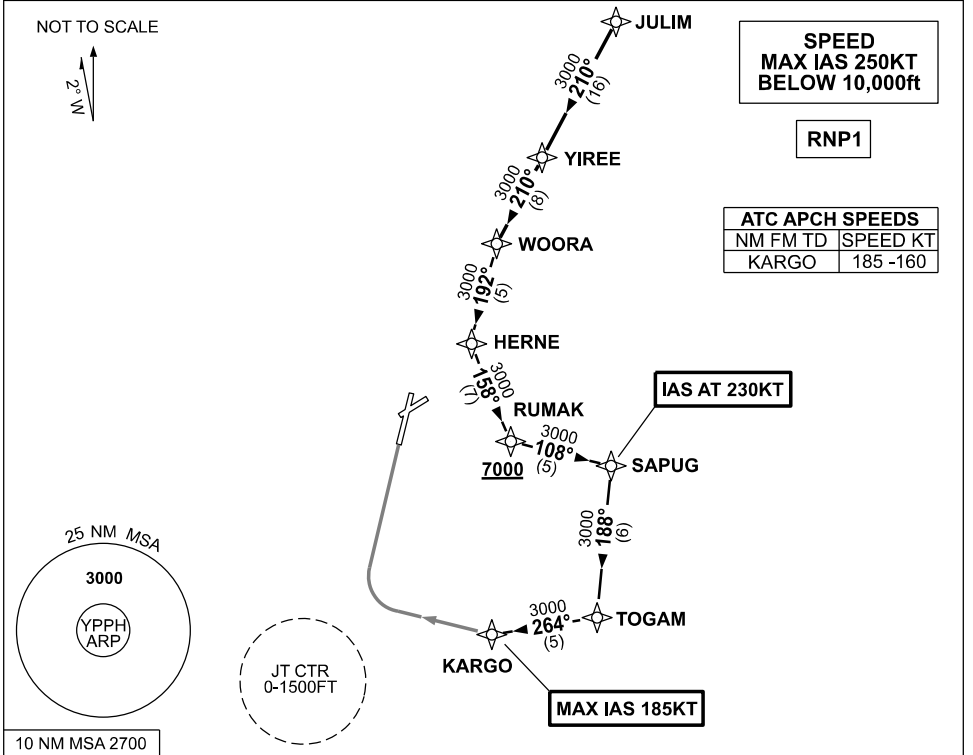 NOT TO SCALE
2° W
JULIM
SPEED
MAX IAS 250KT
BELOW 10,000ft
3000
210°
(16)
RNP1
YIREE
3000
210°
(8)
ATC APCH SPEEDS
NM FM TD SPEED KT
KARGO 185 -160
WOORA
3000
192°
(5)
HERNE
3000
158°
(7)
RUMAK
7000
3000
108°
(5)
IAS AT 230KT
SAPUG
3000
188°
(6)
TOGAM
3000
264°
(5)
KARGO
MAX IAS 185KT
25 NM MSA
3000
YPPH
ARP
JT CTR
0-1500FT
10 NM MSA 2700